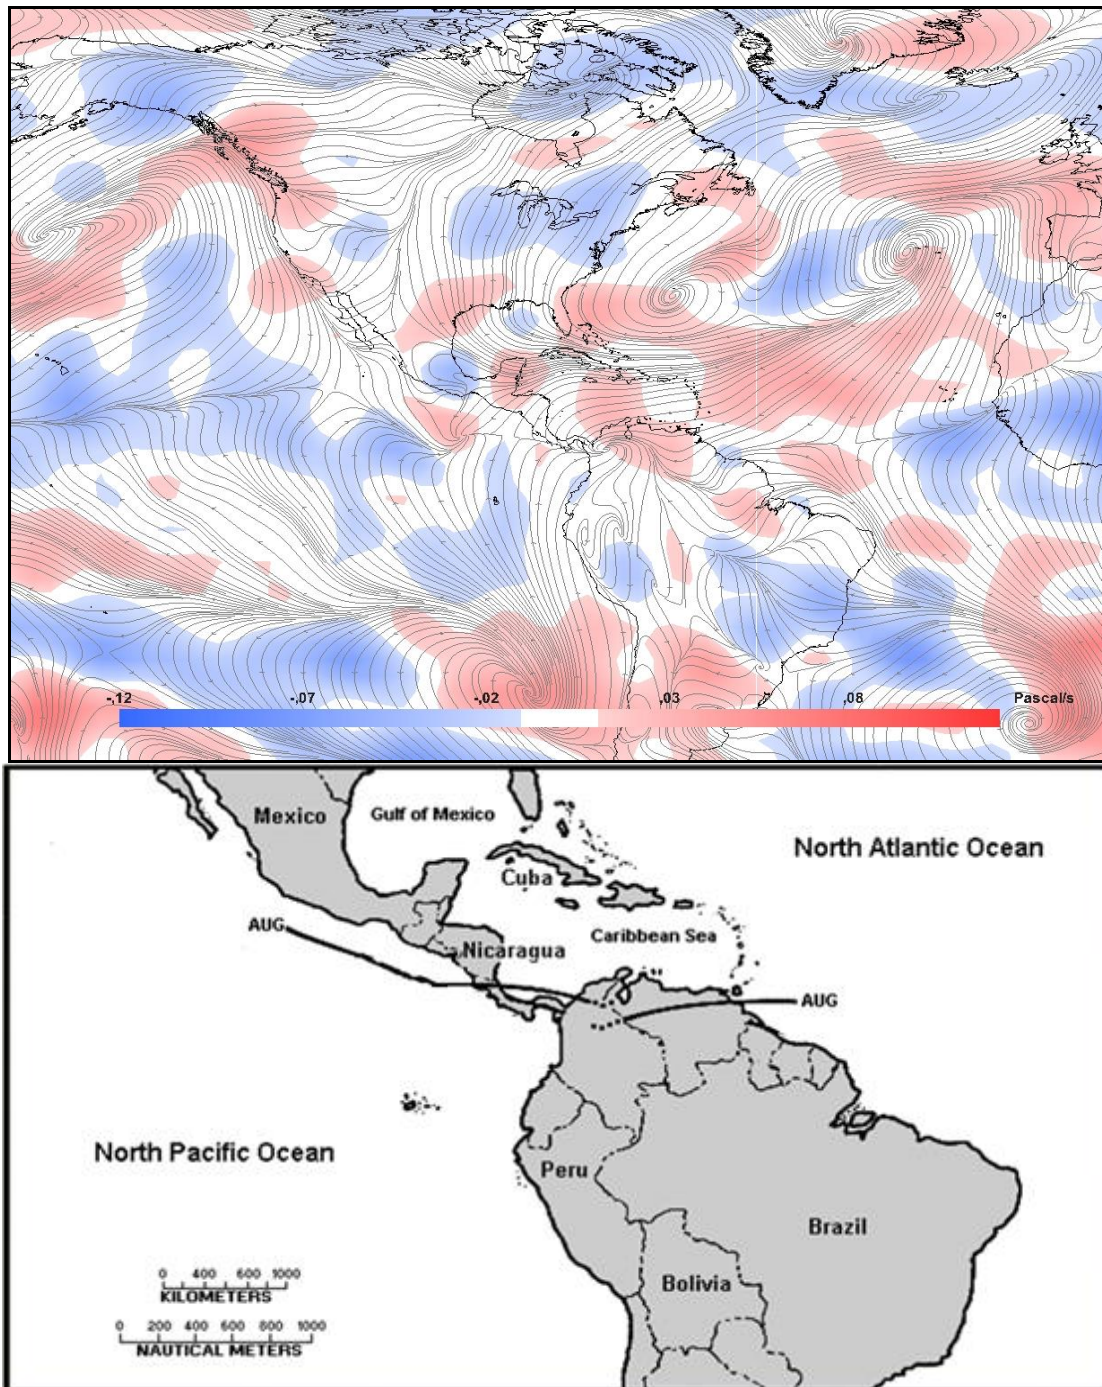 -,12 -,07 -,02 ,03 ,08 Pascal/s
Mexico
Gulf of Mexico
North Atlantic Ocean
Cuba
AUG
Nicaragua
Caribbean Sea
AUG
North Pacific Ocean
Peru
Brazil
Bolivia
0 400 600 1000
KILOMETERS
0 200 400 600 800 1000
NAUTICAL METERS